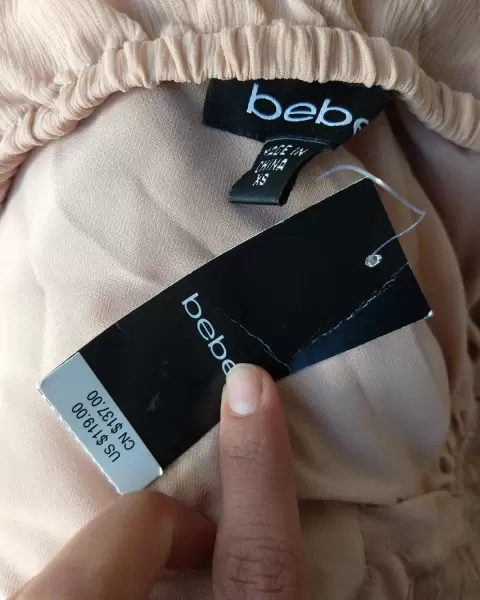 bebe
MADE IN
CHINA
XS
bebe
US $119.00
CN $137.00